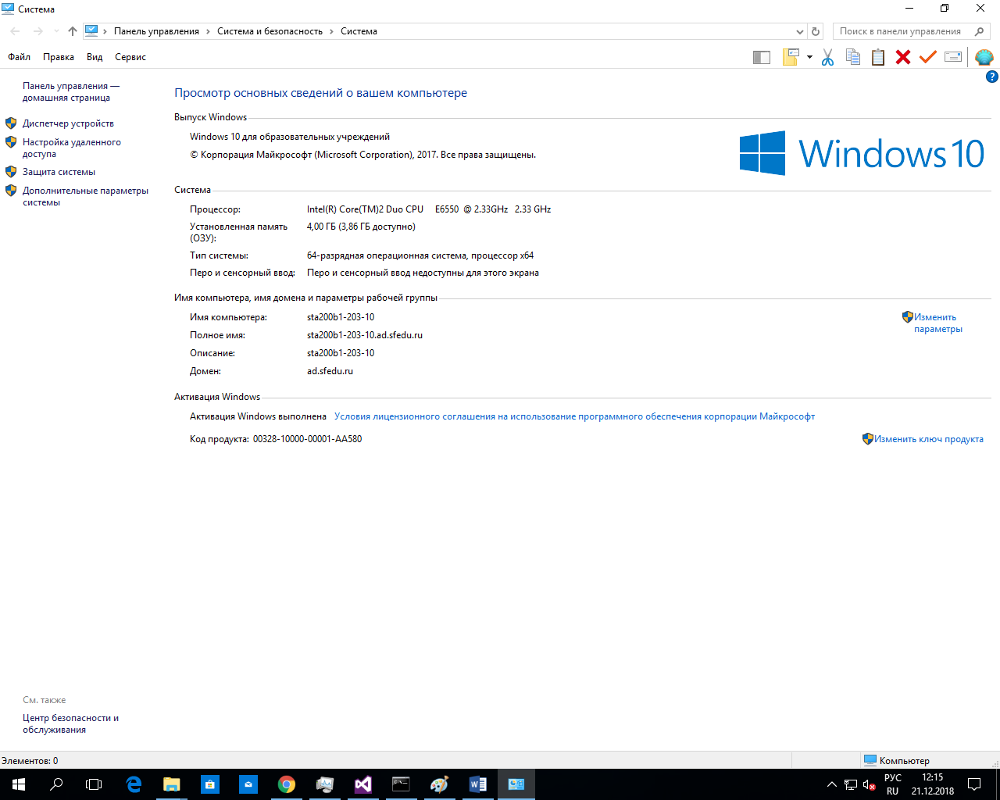 Система
Панель управления › Система и безопасность › Система
Поиск в панели управления
Файл Правка Вид Сервис
Панель управления —
домашняя страница
Диспетчер устройств
Настройка удаленного
доступа
Защита системы
Дополнительные параметры
системы
Просмотр основных сведений о вашем компьютере
Выпуск Windows
Windows 10 для образовательных учреждений
© Корпорация Майкрософт (Microsoft Corporation), 2017. Все права защищены.
Windows 10
Система
Процессор: Intel(R) Core(TM)2 Duo CPU E6550 @ 2.33GHz 2.33 GHz
Установленная память
(ОЗУ):
4,00 ГБ (3,86 ГБ доступно)
Тип системы: 64-разрядная операционная система, процессор x64
Перо и сенсорный ввод: Перо и сенсорный ввод недоступны для этого экрана
Имя компьютера, имя домена и параметры рабочей группы
Имя компьютера: sta200b1-203-10
Изменить
параметры
Полное имя: sta200b1-203-10.ad.sfedu.ru
Описание: sta200b1-203-10
Домен: ad.sfedu.ru
Активация Windows
Активация Windows выполнена Условия лицензионного соглашения на использование программного обеспечения корпорации Майкрософт
Код продукта: 00328-10000-00001-AA580
Изменить ключ продукта
См. также
Центр безопасности и
обслуживания
Элементов: 0
Компьютер
РУС
RU
12:15
21.12.2018